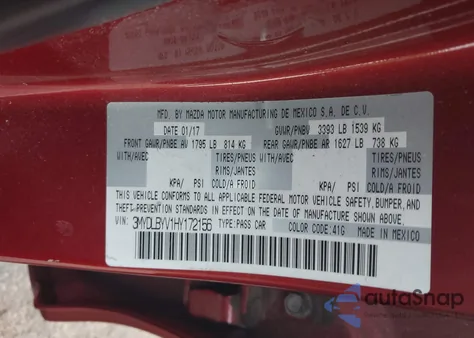 MFD. BY MAZDA MOTOR MANUFACTURING DE MEXICO S.A. DE C.V.
DATE 01/17 GVWR/PNBV 3393 LB 1539 KG
FRONT GAWR/PNBE AV 1795 LB 814 KG REAR GAWR/PNBE AR 1627 LB 738 KG
WITH/AVEC TIRES/PNEUS WITH/AVEC TIRES/PNEUS
RIMS/JANTES RIMS/JANTES
KPA/ PSI COLD/A FROID KPA/ PSI COLD/A FROID
THIS VEHICLE CONFORMS TO ALL APPLICABLE FEDERAL MOTOR VEHICLE SAFETY, BUMPER, AND
THEFT PREVENTION STANDARDS IN EFFECT ON THE DATE OF MANUFACTURE SHOWN ABOVE.
VIN: 3MYDLBYV1HY172156 TYPE:PASS CAR COLOR CODE:41G MADE IN MEXICO
autoSnap